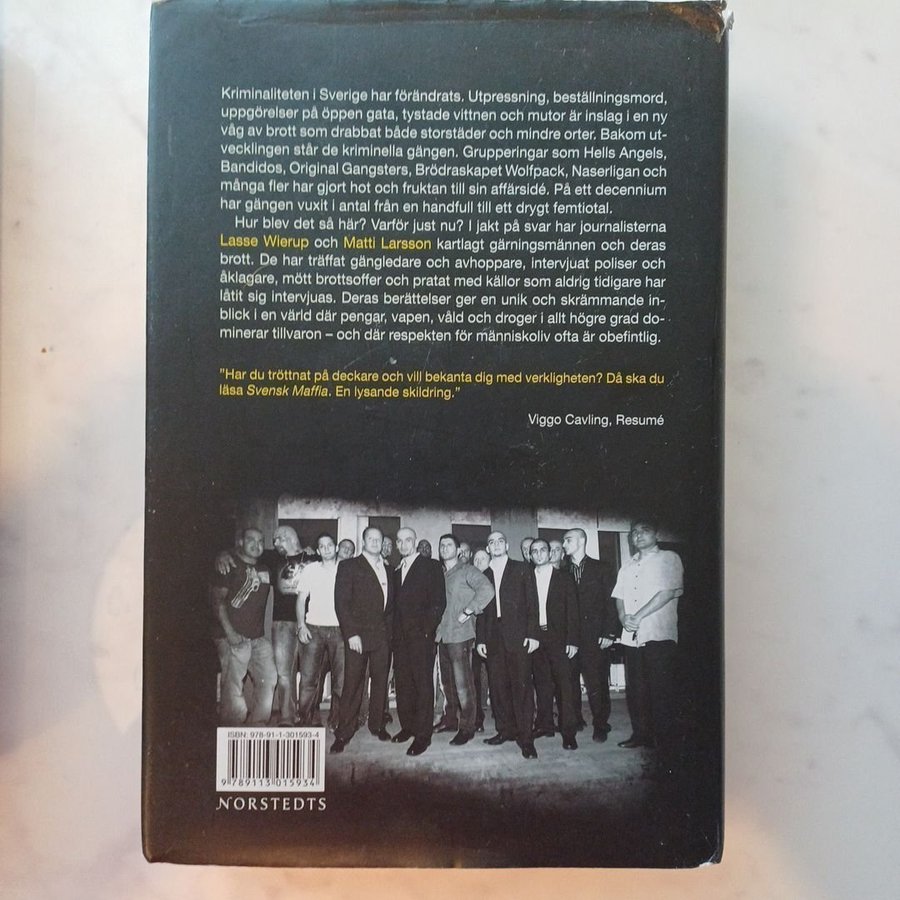 Kriminaliteten i Sverige har förändrats. Utpressning, beställningsmord,
uppgörelser på öppen gata, tystade vittnen och mutor är inslag i en ny
våg av brott som drabbat både storstäder och mindre orter. Bakom ut-
vecklingen står de kriminella gängen. Grupperingar som Hells Angels,
Bandidos, Original Gangsters, Brödraskapet Wolfpack, Naserligan och
många fler har gjort hot och fruktan till sin affärsidé. På ett decennium
har gängen vuxit i antal från en handfull till ett drygt femtiotal.
Hur blev det så här? Varför just nu? I jakt på svar har journalisterna
Lasse Wierup och Matti Larsson kartlagt gärningsmännen och deras
brott. De har träffat gängledare och avhoppare, intervjuat poliser och
åklagare, mött brottsoffer och pratat med källor som aldrig tidigare har
låtit sig intervjuas. Deras berättelser ger en unik och skrämmande in-
blick i en värld där pengar, vapen, våld och droger i allt högre grad do-
minerar tillvaron – och där respekten för människoliv ofta är obefintlig.
"Har du tröttnat på deckare och vill bekanta dig med verkligheten? Då ska du
läsa Svensk Maffia. En lysande skildring."
Viggo Cavling, Resumé
ISBN: 978-91-1-301593-4
9 789113 015934
NORSTEDTS